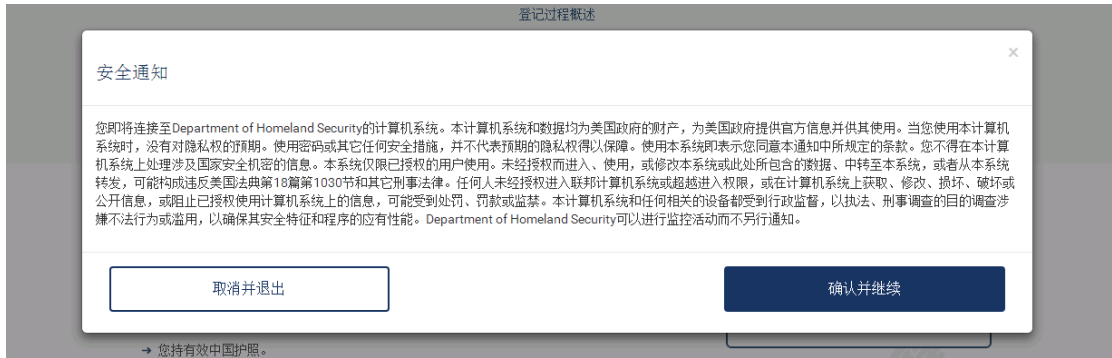 登记过程概述
×
安全通知
您即将连接至Department of Homeland Security的计算机系统。本计算机系统和数据均为美国政府的财产，为美国政府提供官方信息并供其使用。当您使用本计算机
系统时，没有对隐私权的预期。使用密码或其它任何安全措施，并不代表预期的隐私权得以保障。使用本系统即表示您同意本通知中所规定的条款。您不得在本计算
机系统上处理涉及国家安全机密的信息。本系统仅限已授权的用户使用。未经授权而进入、使用，或修改本系统或此处所包含的数据、中转至本系统，或者从本系统
转发，可能构成违反美国法典第18篇第1030节和其它刑事法律。任何人未经授权进入联邦计算机系统或超越进入权限，或在计算机系统上获取、修改、损坏、破坏或
公开信息，或阻止已授权使用计算机系统上的信息，可能受到处罚、罚款或监禁。本计算机系统和任何相关的设备都受到行政监督，以执法、刑事调查的目的调查涉
嫌不法行为或滥用，以确保其安全特征和程序的应有性能。Department of Homeland Security可以进行监控活动而不另行通知。
取消并退出
确认并继续
→ 您持有效中国护照。